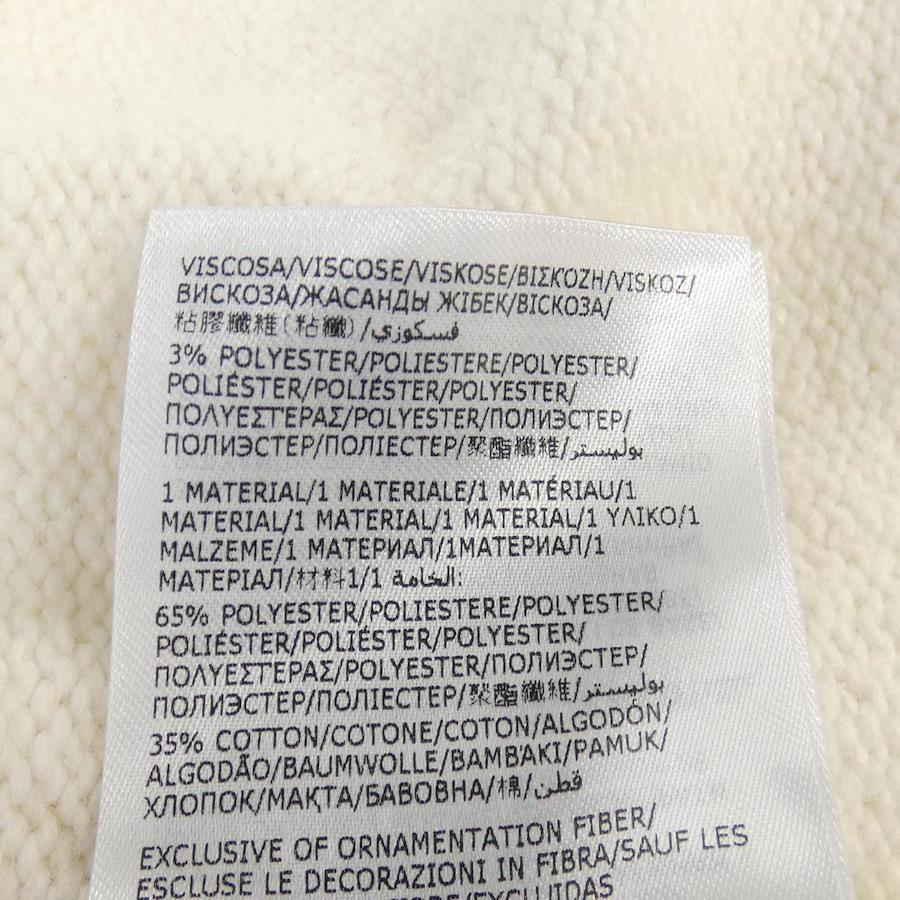 VISCOSA/VISCOSE/VISKOSE/ΒΙΣΚΌΖΗ/VISKOZ/
ВИСКОЗА/ЖАСАНДЫ ЖІБЕК/ВІСКОЗА/
粘膠纖維(粘纖)/فسكوزي
3% POLYESTER/POLIESTERE/POLYESTER/
POLIÉSTER/POLIÉSTER/POLYESTER/
ΠΟΛΥΕΣΤΕΡΑΣ/POLYESTER/ПОЛИЭСТЕР/
ПОЛИЭСТЕР/ПОЛІЕСТЕР/聚酯纖維/بوليستر
1 MATERIAL/1 MATERIALE/1 MATÉRIAU/1
MATERIAL/1 MATERIAL/1 MATERIAL/1 ΥΛΙΚΟ/1
MALZEME/1 МАТЕРИАЛ/1МАТЕРИАЛ/1
МАТЕРІАЛ/材料1/1 الخامة:
65% POLYESTER/POLIESTERE/POLYESTER/
POLIÉSTER/POLIÉSTER/POLYESTER/
ΠΟΛΥΕΣΤΕΡΑΣ/POLYESTER/ПОЛИЭСТЕР/
ПОЛИЭСТЕР/ПОЛІЕСТЕР/聚酯纖維/بوليستر
35% COTTON/COTONE/COTON/ALGODÓN/
ALGODÃO/BAUMWOLLE/ΒΑΜΒΆΚΙ/PAMUK/
ХЛОПОК/МАҚТА/БАВОВНА/棉/قطن
EXCLUSIVE OF ORNAMENTATION FIBER/
ESCLUSE LE DECORAZIONI IN FIBRA/SAUF LES
EXCLUIDAS